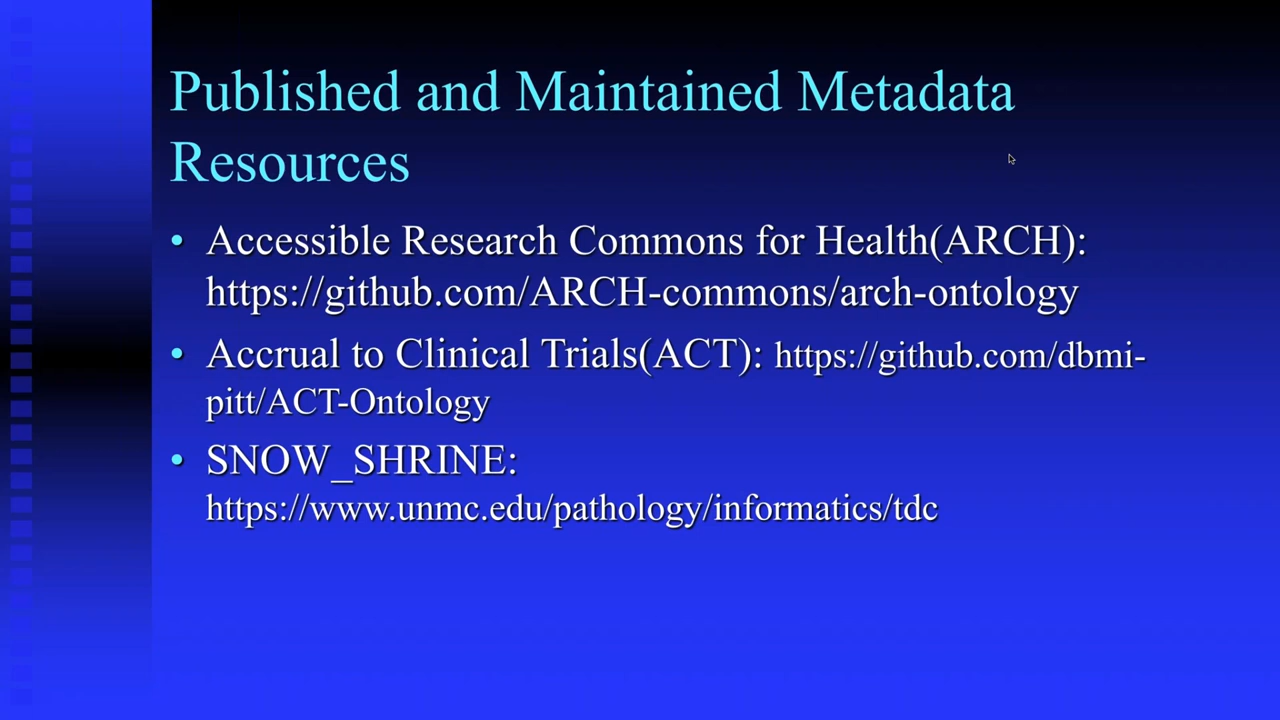 Published and Maintained Metadata
Resources
• Accessible Research Commons for Health(ARCH):
https://github.com/ARCH-commons/arch-ontology
• Accrual to Clinical Trials(ACT): https://github.com/dbmi-
pitt/ACT-Ontology
• SNOW_SHRINE:
https://www.unmc.edu/pathology/informatics/tdc